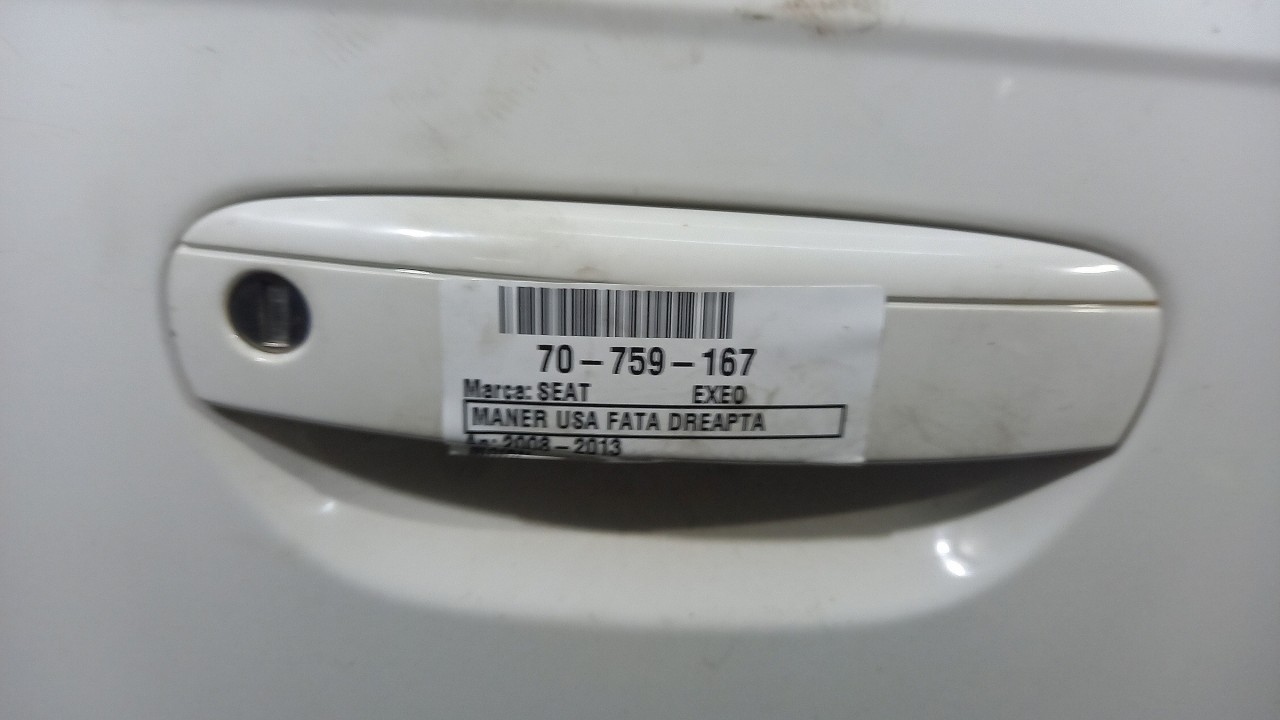 70-759-167
Marca: SEAT EXEO
MANER USA FATA DREAPTA
An: 2008-2013